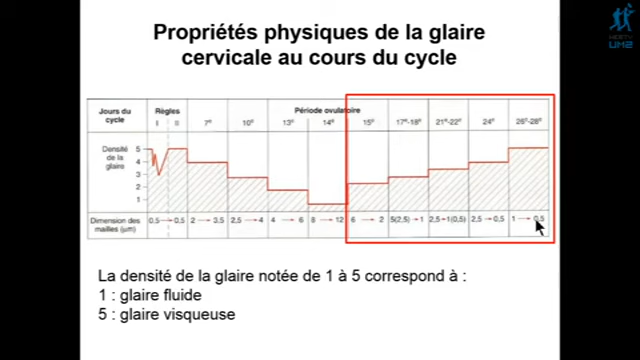 Propriétés physiques de la glaire
cervicale au cours du cycle
Jours du
cycle
Règles
Période ovulatoire
I II 7e 10e 13e 14e 15e 17e-18e 21e-22e 24e 26e-28e
Densité
de la
glaire
5
4
3
2
1
Dimension des
mailles (µm)
0,5 → 0,5 2 → 3,5 2,5 → 4 4 → 6 8 → 12 6 → 2 5(2,5)→1 2,5→1(0,5) 2,5→0,5 1 → 0,5
La densité de la glaire notée de 1 à 5 correspond à :
1 : glaire fluide
5 : glaire visqueuse
UM2